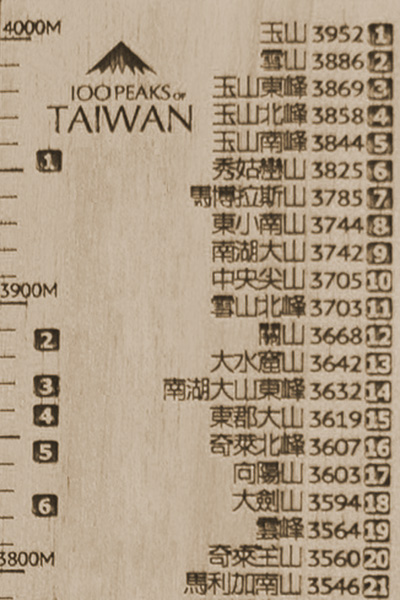 4000M
100 PEAKS OF
TAIWAN
玉山 3952 1
雪山 3886 2
玉山東峰 3869 3
玉山北峰 3858 4
玉山南峰 3844 5
秀姑巒山 3825 6
馬博拉斯山 3785 7
東小南山 3744 8
南湖大山 3742 9
中央尖山 3705 10
雪山北峰 3703 11
關山 3668 12
大水窟山 3642 13
南湖大山東峰 3632 14
東郡大山 3619 15
奇萊北峰 3607 16
向陽山 3603 17
大劍山 3594 18
雲峰 3564 19
奇萊主山 3560 20
馬利加南山 3546 21
1
3900M
2
3
4
5
6
3800M